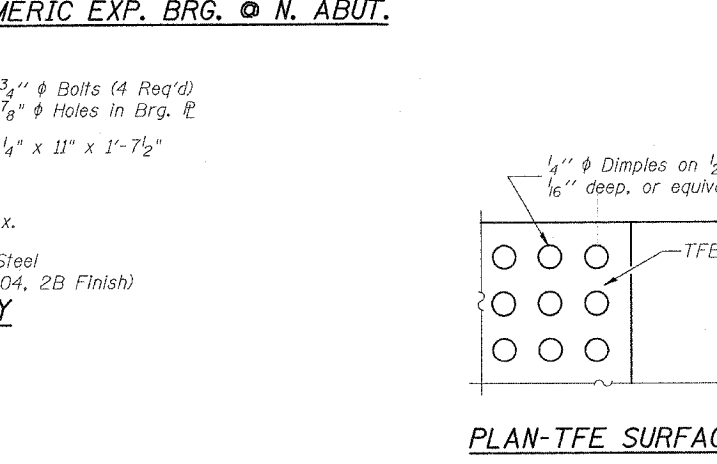 MERIC EXP. BRG. @ N. ABUT.
3/4" ϕ Bolts (4 Req'd)
7/8" ϕ Holes in Brg. ℄
1/4" x 11" x 1'-7 1/2"
x.
Steel
04, 2B Finish)
Y
1/4" ϕ Dimples on 1/2
1/16" deep, or equiva
TFE
PLAN-TFE SURFAC